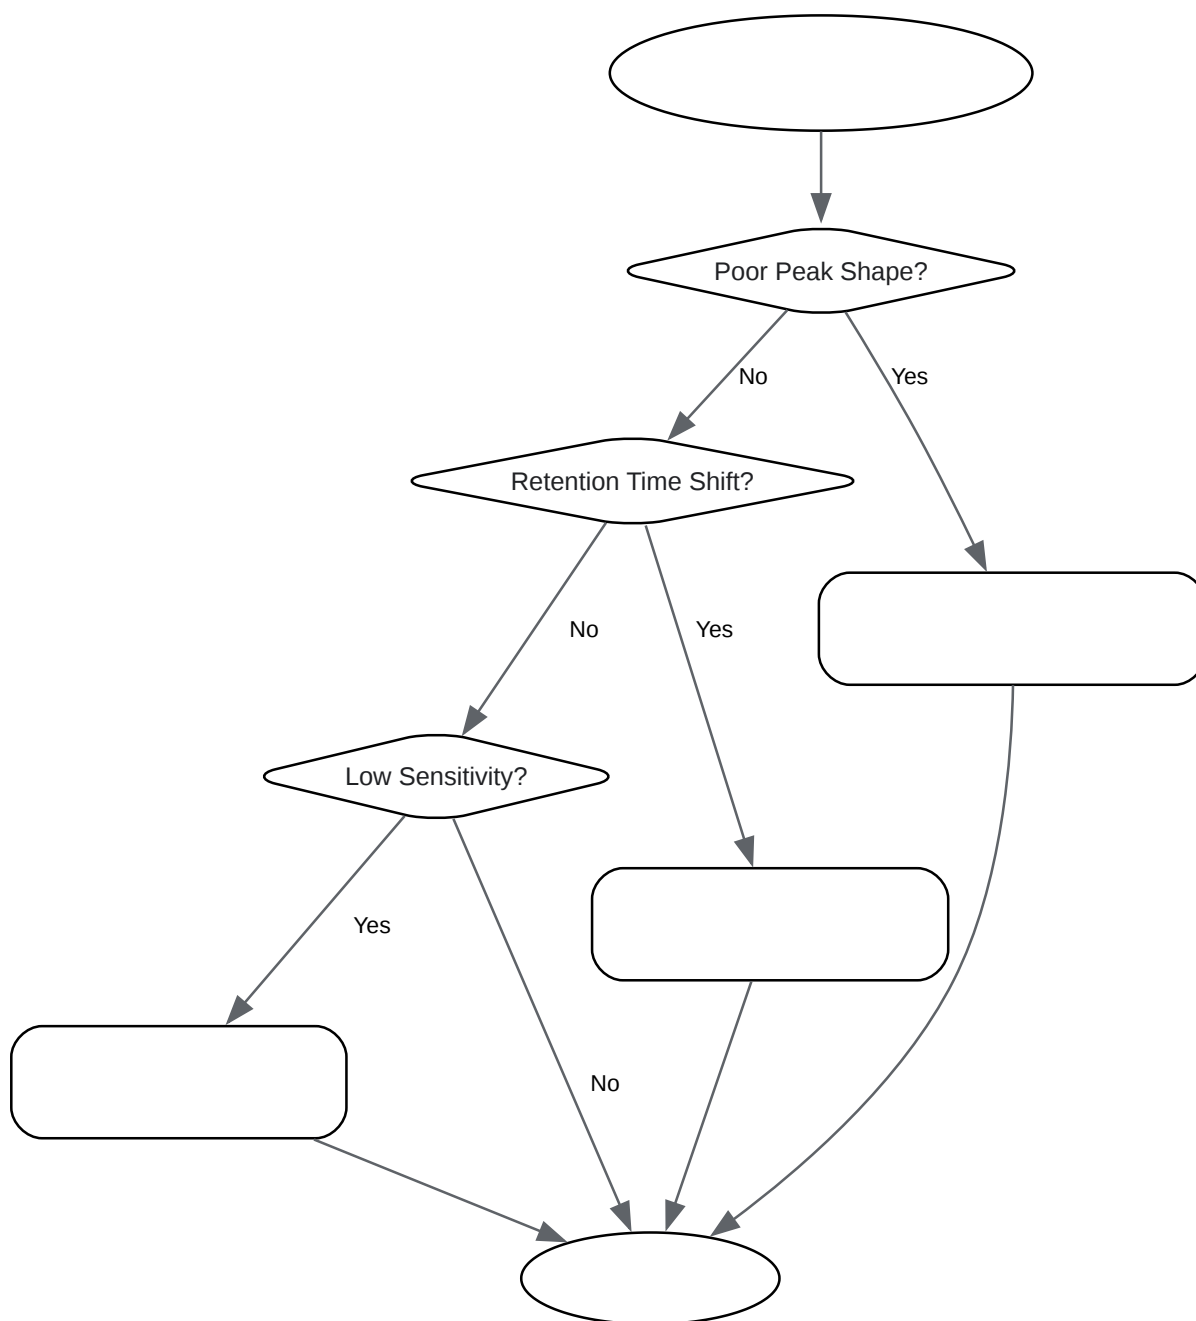 Poor Peak Shape?
No
Yes
Retention Time Shift?
No
Yes
Low Sensitivity?
Yes
No